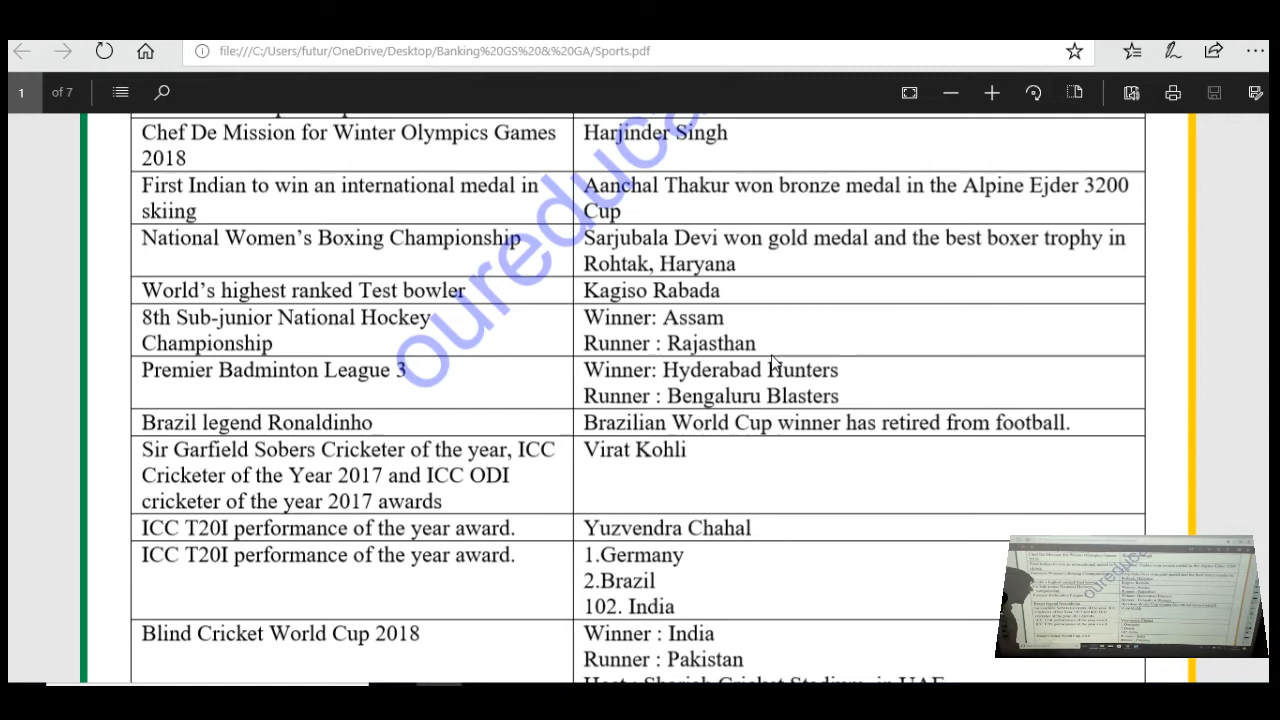 file:///C:/Users/futur/OneDrive/Desktop/Banking%20GS%20&%20GA/Sports.pdf
1 of 7
Chef De Mission for Winter Olympics Games Harjinder Singh
2018
First Indian to win an international medal in Aanchal Thakur won bronze medal in the Alpine Ejder 3200
skiing Cup
National Women’s Boxing Championship Sarjubala Devi won gold medal and the best boxer trophy in
Rohtak, Haryana
World’s highest ranked Test bowler Kagiso Rabada
8th Sub-junior National Hockey Winner: Assam
Championship Runner : Rajasthan
Premier Badminton League 3 Winner: Hyderabad Hunters
Runner : Bengaluru Blasters
Brazil legend Ronaldinho Brazilian World Cup winner has retired from football.
Sir Garfield Sobers Cricketer of the year, ICC Virat Kohli
Cricketer of the Year 2017 and ICC ODI
cricketer of the year 2017 awards
ICC T20I performance of the year award. Yuzvendra Chahal
ICC T20I performance of the year award. 1.Germany
2.Brazil
102. India
Blind Cricket World Cup 2018 Winner : India
Runner : Pakistan
oureduca